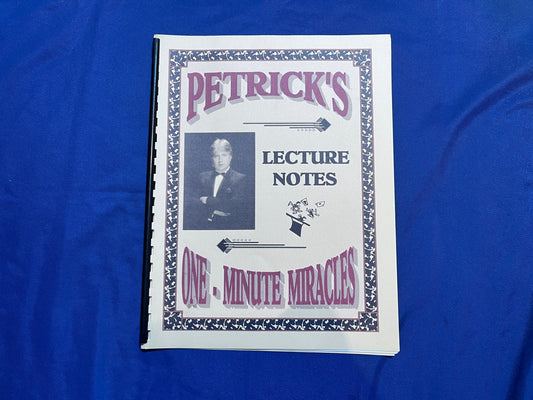 PETRICK'S
LECTURE
NOTES
ONE - MINUTE MIRACLES